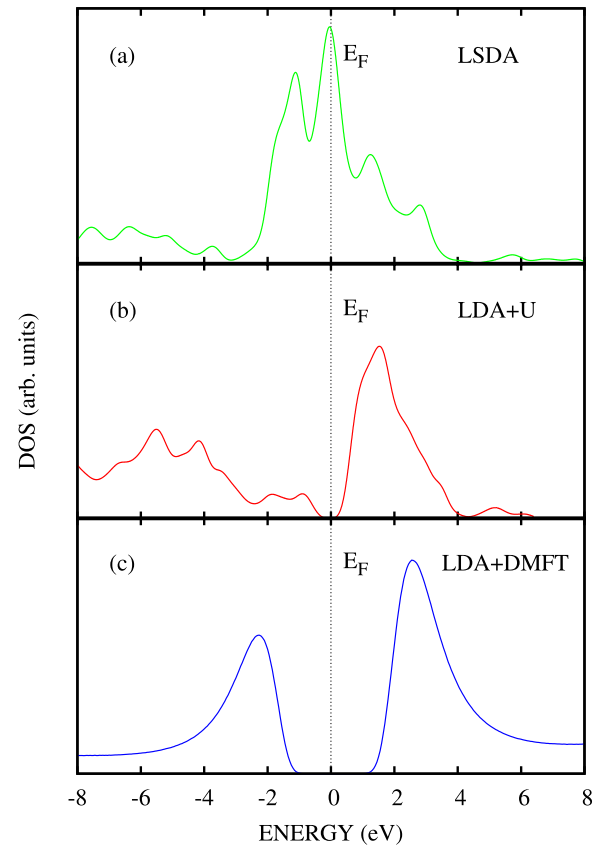 (a) E_F LSDA
(b) E_F LDA+U
DOS (arb. units)
(c) E_F LDA+DMFT
-8 -6 -4 -2 0 2 4 6 8
ENERGY (eV)